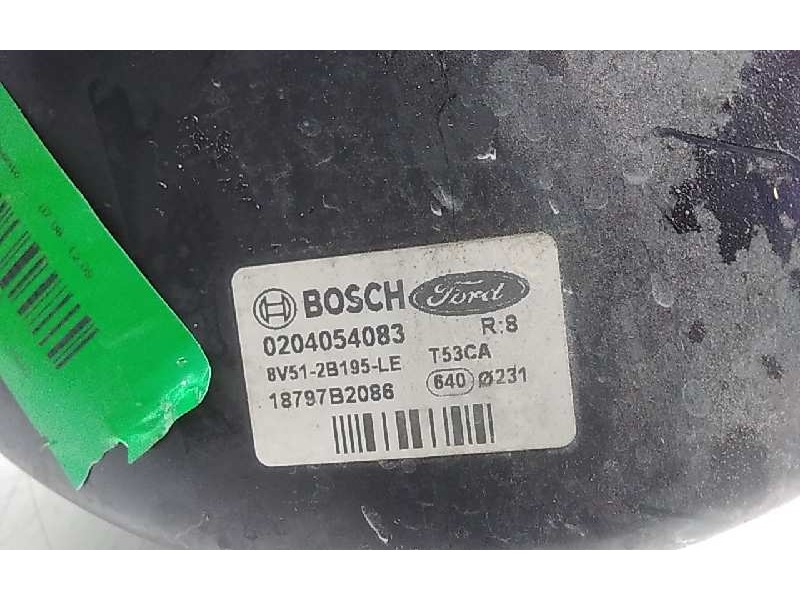 BOSCH Ford
0204054083 R:8
8V51-2B195-LE T53CA
18797B2086 640 Ø231